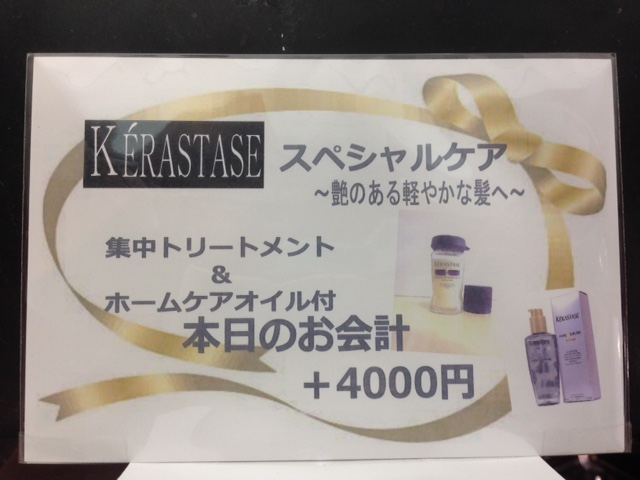 KÉRASTASE スペシャルケア
~艶のある軽やかな髪へ~
集中トリートメント
&
ホームケアオイル付
本日のお会計
+4000円
KÉRASTASE
KÉRASTASE